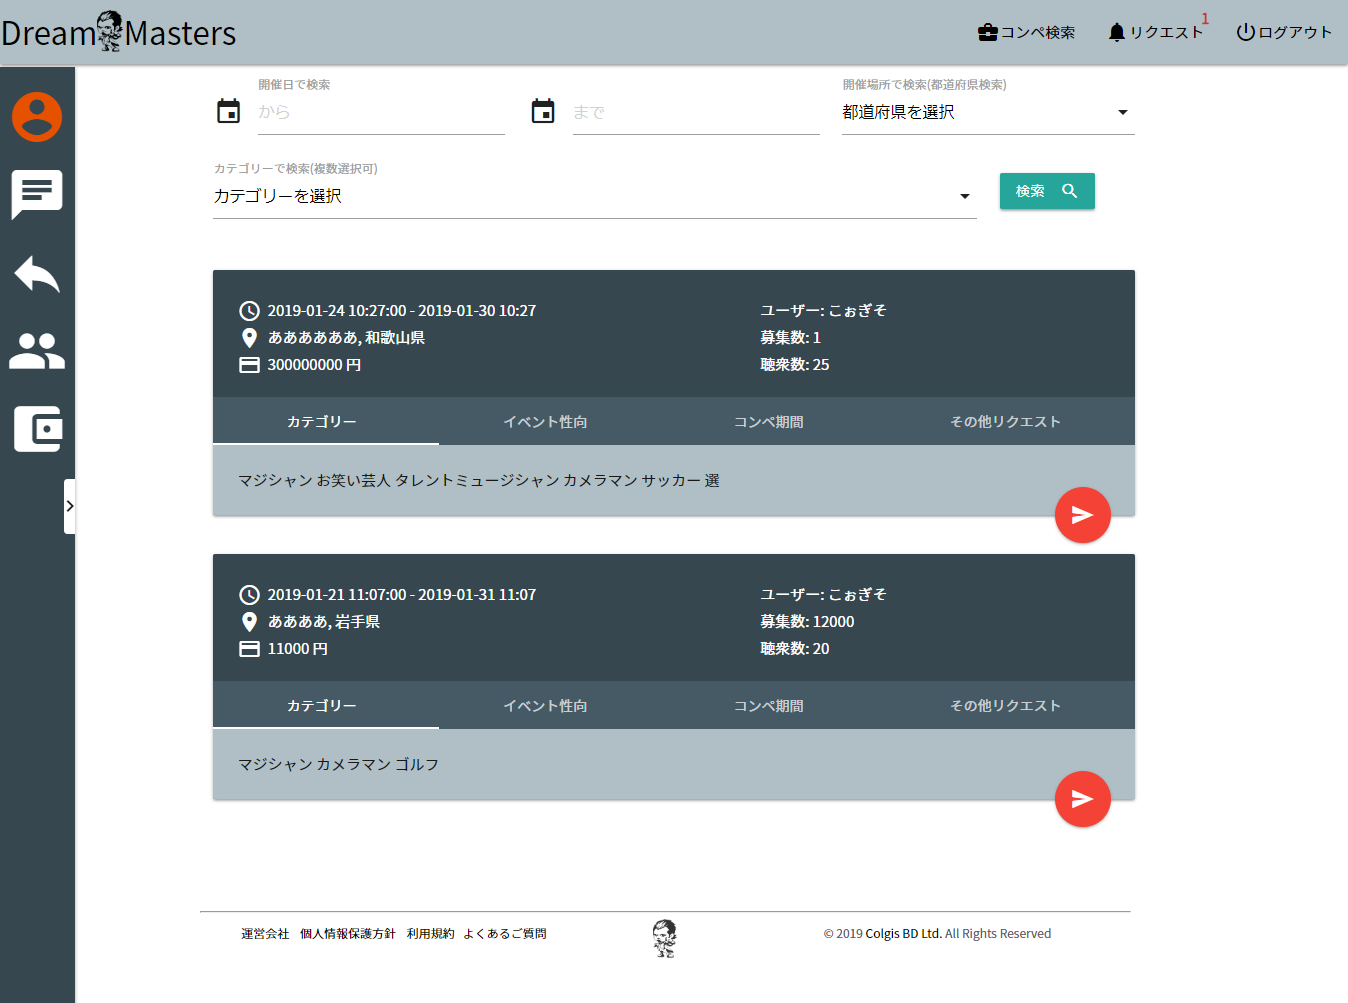 Dream Masters
コンペ検索
リクエスト 1
ログアウト
開催日で検索
開催場所で検索(都道府県検索)
から
まで
都道府県を選択
カテゴリーで検索(複数選択可)
カテゴリーを選択
検索
2019-01-24 10:27:00 - 2019-01-30 10:27
ユーザー: こぉぎそ
ああああああ, 和歌山県
募集数: 1
300000000 円
聴衆数: 25
カテゴリー
イベント性向
コンペ期間
その他リクエスト
マジシャン お笑い芸人 タレントミュージシャン カメラマン サッカー 選
2019-01-21 11:07:00 - 2019-01-31 11:07
ユーザー: こぉぎそ
ああああ, 岩手県
募集数: 12000
11000 円
聴衆数: 20
カテゴリー
イベント性向
コンペ期間
その他リクエスト
マジシャン カメラマン ゴルフ
運営会社 個人情報保護方針 利用規約 よくあるご質問
© 2019 Colgis BD Ltd. All Rights Reserved